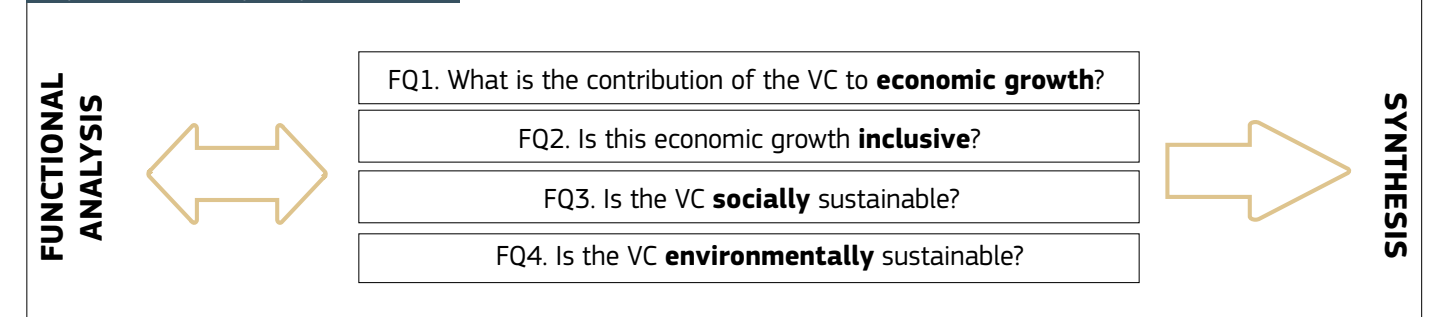 FUNCTIONAL
ANALYSIS
FQ1. What is the contribution of the VC to economic growth?
FQ2. Is this economic growth inclusive?
FQ3. Is the VC socially sustainable?
FQ4. Is the VC environmentally sustainable?
SYNTHESIS